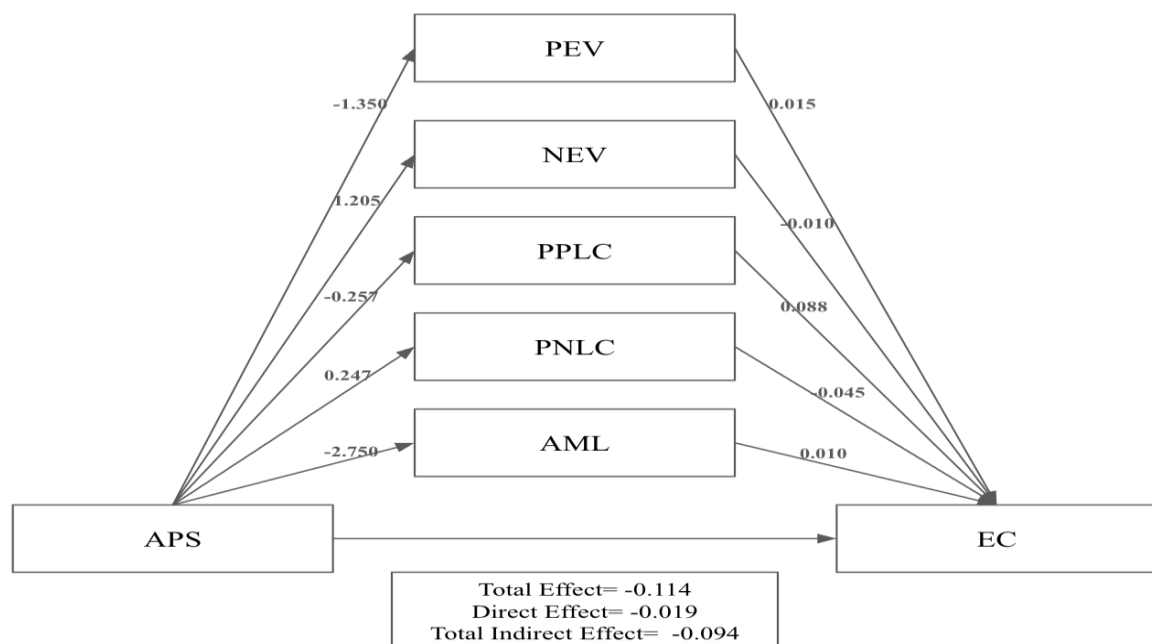 PEV
-1.350
0.015
NEV
1.205
-0.010
PPLC
-0.257
0.088
PNLC
0.247
-0.045
AML
-2.750
0.010
APS
EC
Total Effect= -0.114
Direct Effect= -0.019
Total Indirect Effect= -0.094